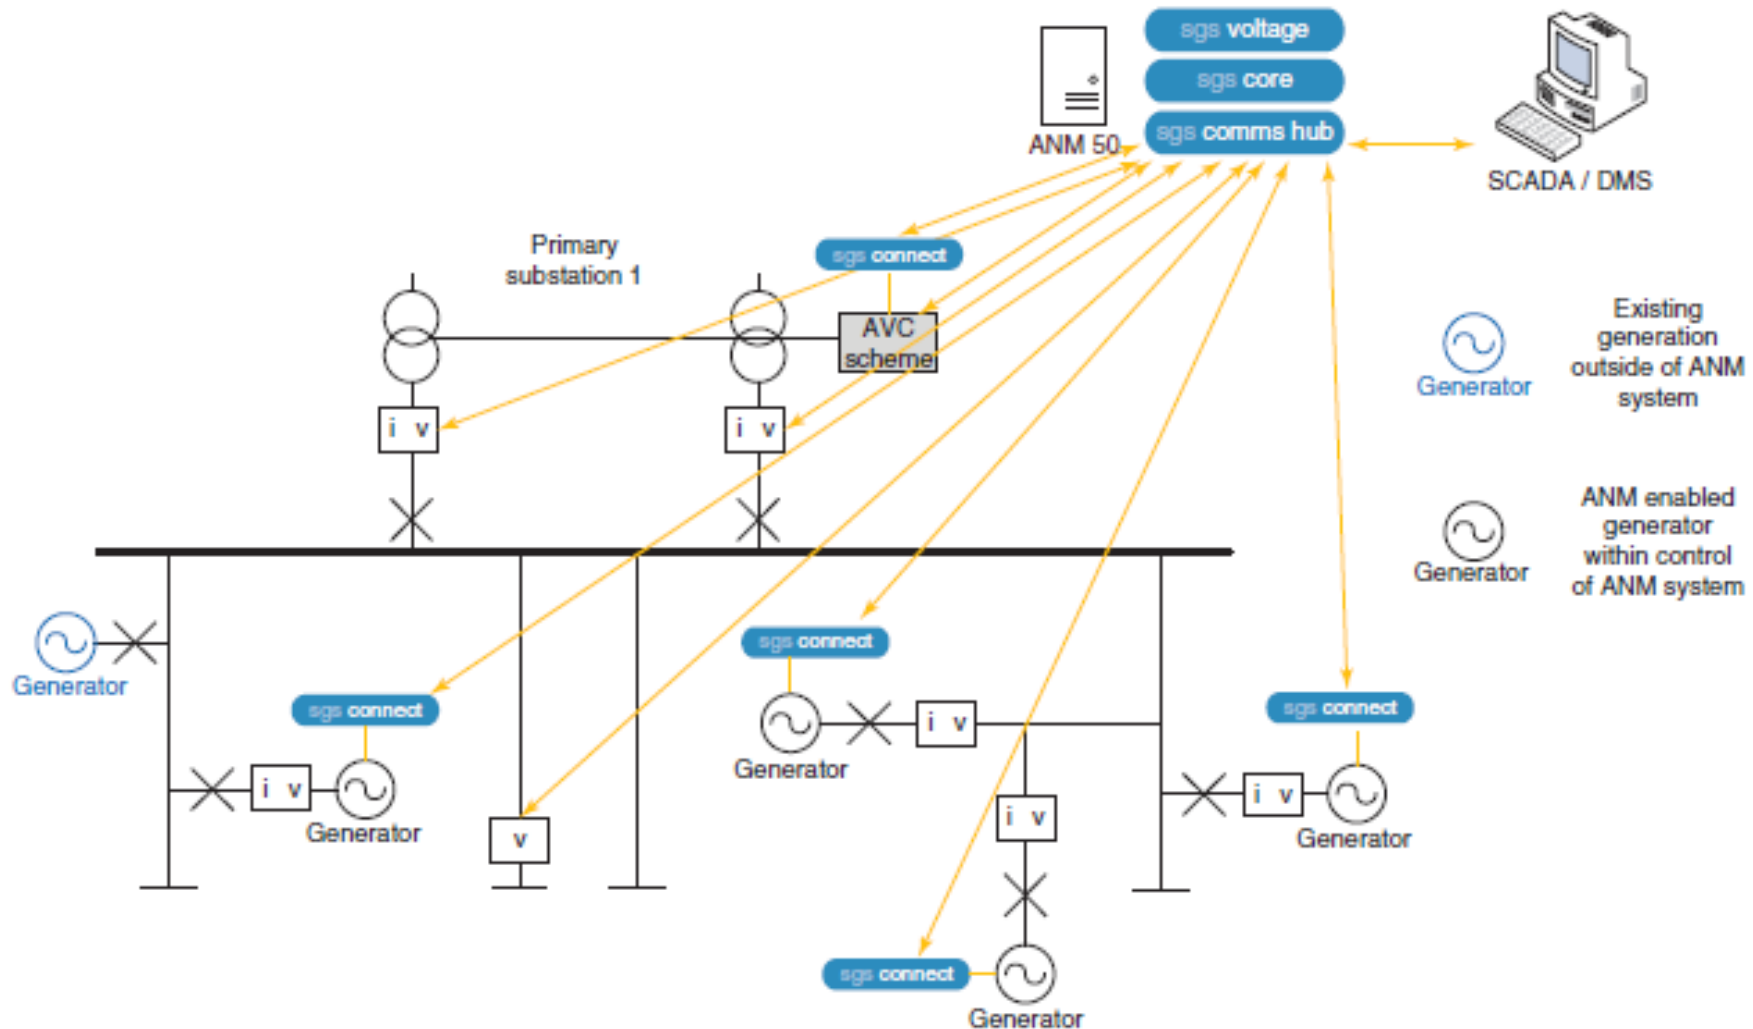 sgs voltage
sgs core
sgs comms hub
ANM 50
SCADA / DMS
Primary
substation 1
sgs connect
AVC
scheme
i v
i v
Existing
generation
outside of ANM
system
Generator
ANM enabled
generator
within control
of ANM system
Generator
Generator
sgs connect
i v
Generator
v
sgs connect
Generator
i v
i v
sgs connect
Generator
sgs connect
i v
Generator